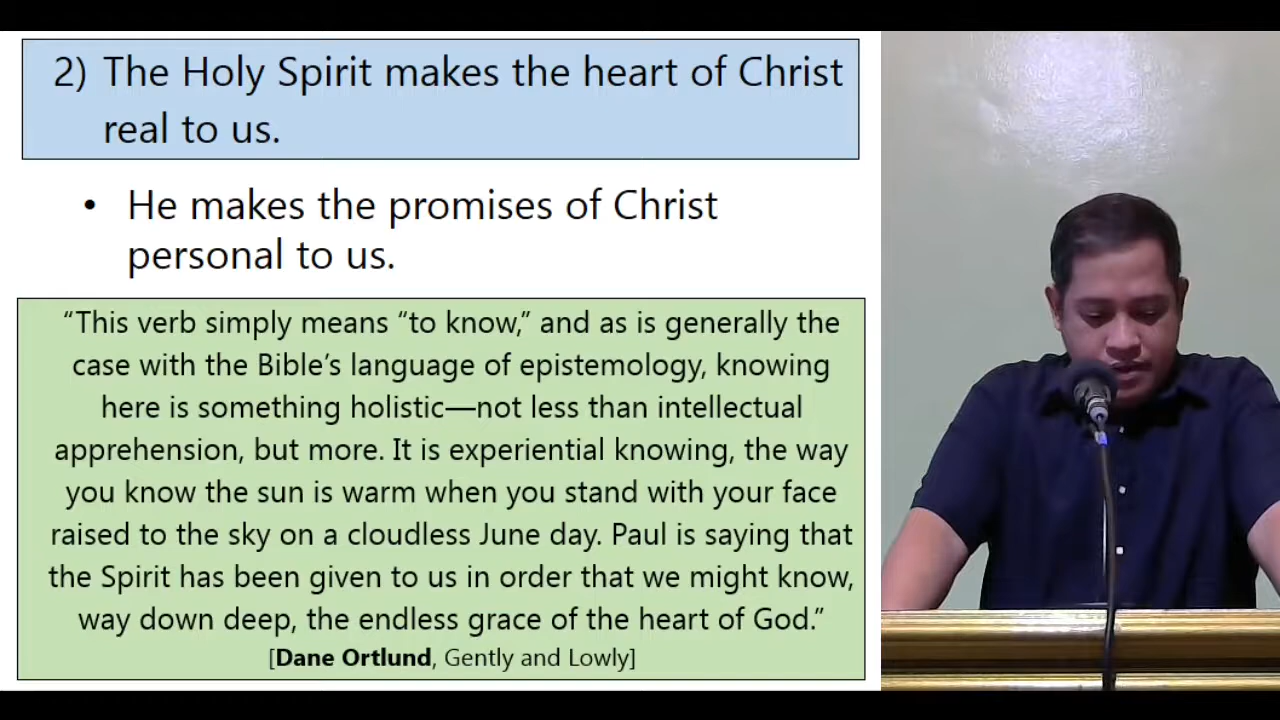 2) The Holy Spirit makes the heart of Christ
real to us.
• He makes the promises of Christ
personal to us.
“This verb simply means “to know,” and as is generally the
case with the Bible’s language of epistemology, knowing
here is something holistic—not less than intellectual
apprehension, but more. It is experiential knowing, the way
you know the sun is warm when you stand with your face
raised to the sky on a cloudless June day. Paul is saying that
the Spirit has been given to us in order that we might know,
way down deep, the endless grace of the heart of God.”
[Dane Ortlund, Gently and Lowly]